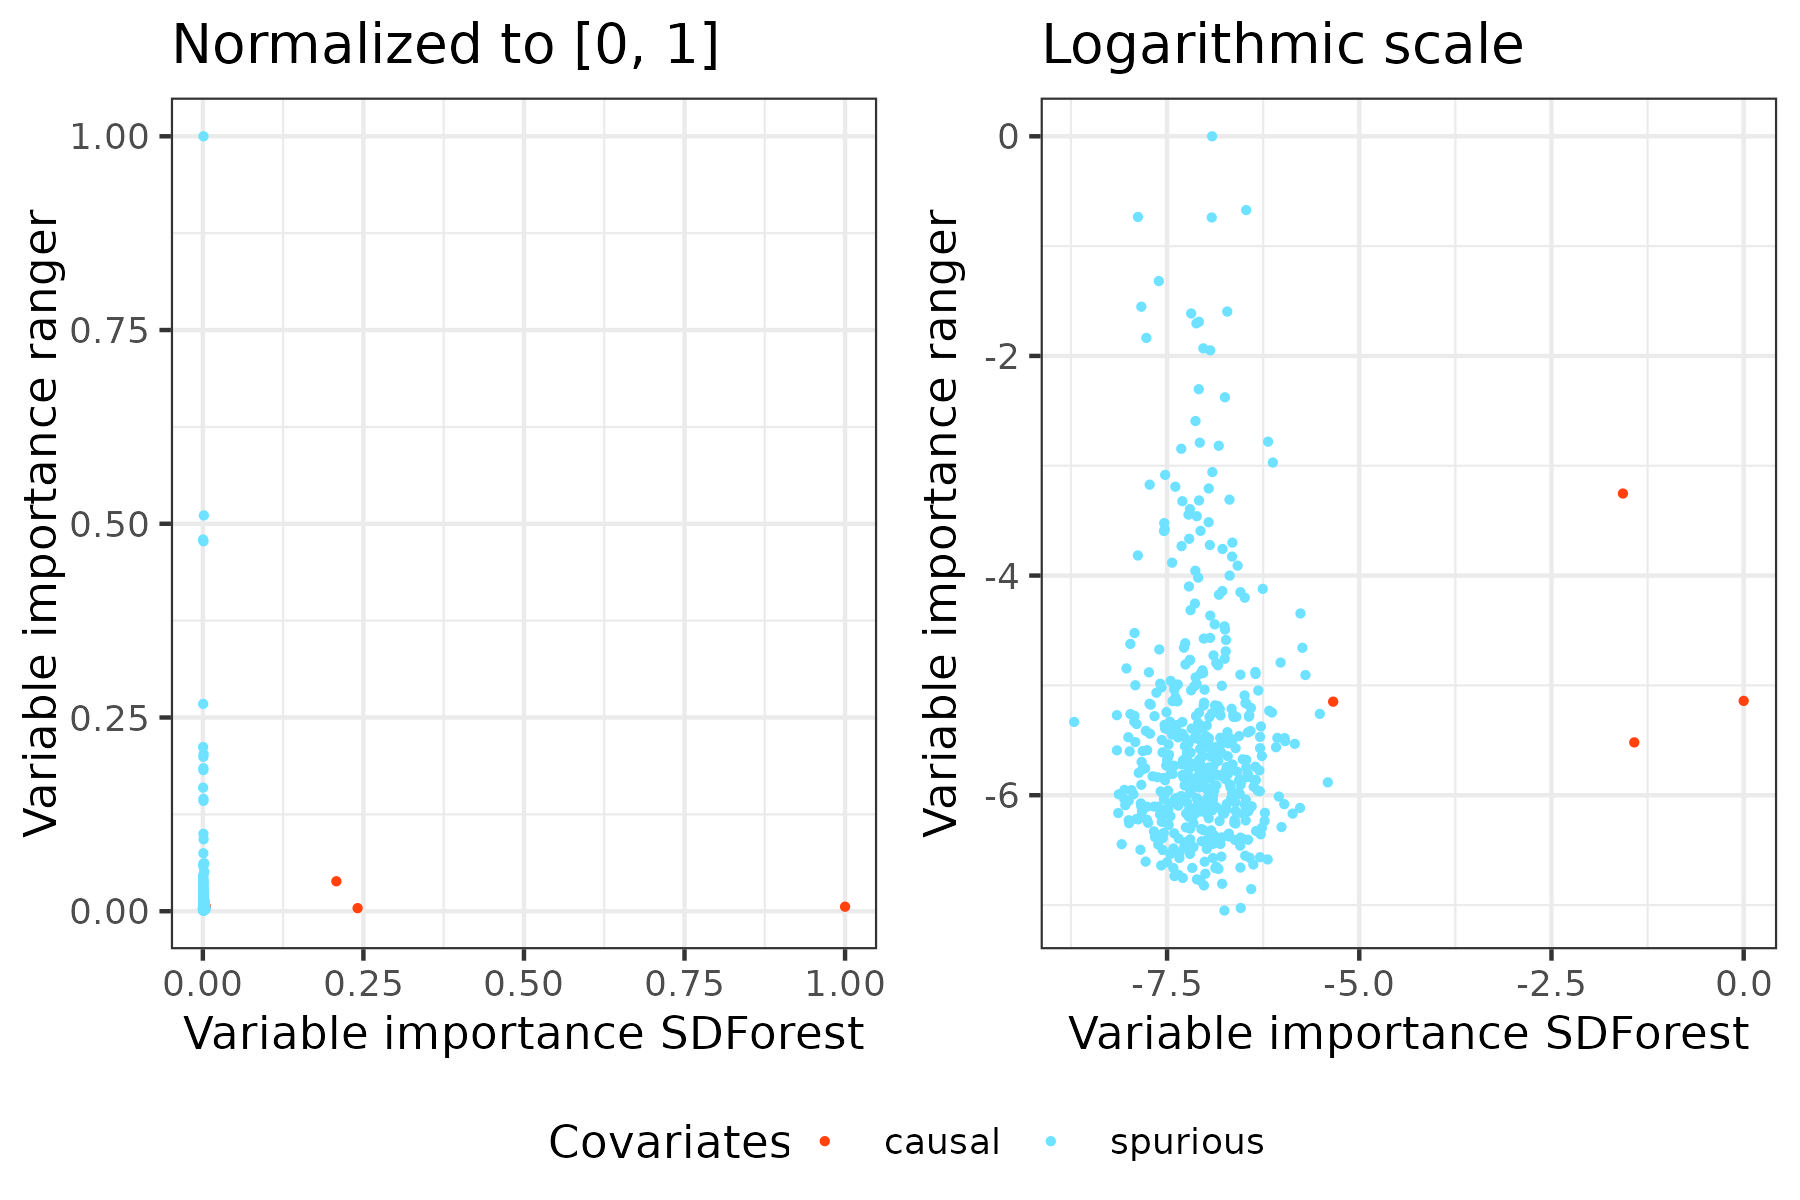 Normalized to [0, 1]
Variable importance ranger
1.00
0.75
0.50
0.25
0.00
0.00 0.25 0.50 0.75 1.00
Variable importance SDForest
Logarithmic scale
Variable importance ranger
0
-2
-4
-6
-7.5 -5.0 -2.5 0.0
Variable importance SDForest
Covariates causal spurious